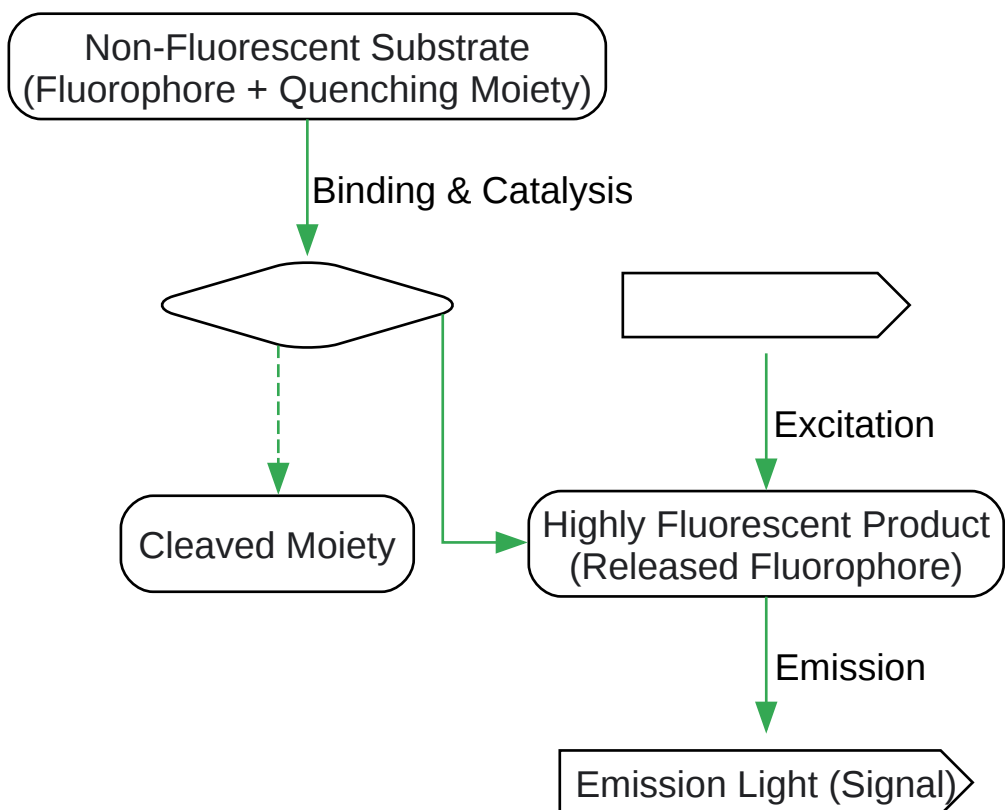 Non-Fluorescent Substrate
(Fluorophore + Quenching Moiety)
Binding & Catalysis
Excitation
Cleaved Moiety
Highly Fluorescent Product
(Released Fluorophore)
Emission
Emission Light (Signal)